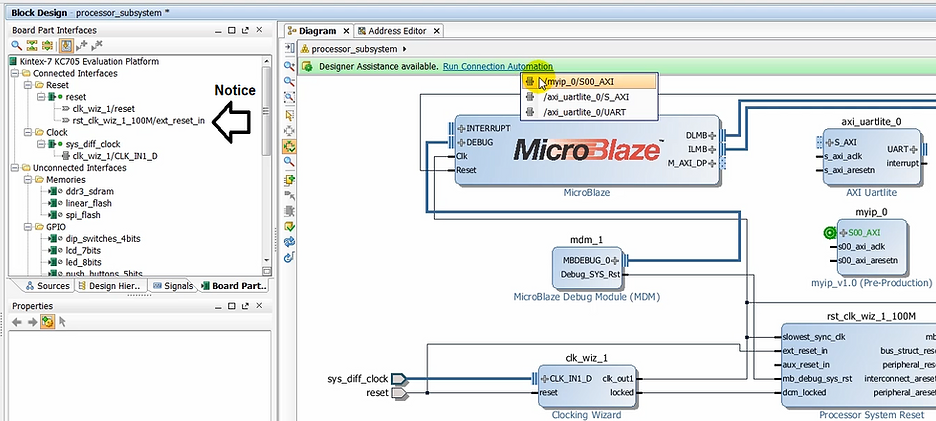 Block Design - processor_subsystem *
Board Part Interfaces
Kintex-7 KC705 Evaluation Platform
Connected Interfaces
Reset
reset
clk_wiz_1/reset
rst_clk_wiz_1_100M/ext_reset_in
Clock
sys_diff_clock
clk_wiz_1/CLK_IN1_D
Unconnected Interfaces
Memories
ddr3_sdram
linear_flash
spi_flash
GPIO
dip_switches_4bits
lcd_7bits
led_8bits
push_buttons_5bits
Notice
Sources
Design Hier...
Signals
Board Part...
Properties
Diagram
Address Editor
processor_subsystem
Designer Assistance available. Run Connection Automation
/myip_0/S00_AXI
/axi_uartlite_0/S_AXI
/axi_uartlite_0/UART
INTERRUPT
DEBUG
Clk
Reset
MicroBlaze
DLMB
ILMB
M_AXI_DP
MicroBlaze
axi_uartlite_0
S_AXI
s_axi_aclk
s_axi_aresetn
UART
interrupt
AXI Uartlite
myip_0
S00_AXI
s00_axi_aclk
s00_axi_aresetn
myip_v1.0 (Pre-Production)
mdm_1
MBDEBUG_0
Debug_SYS_Rst
MicroBlaze Debug Module (MDM)
rst_clk_wiz_1_100M
slowest_sync_clk
ext_reset_in
aux_reset_in
mb_debug_sys_rst
dcm_locked
mb
bus_struct_res
peripheral_res
interconnect_areset
peripheral_areset
Processor System Reset
sys_diff_clock
reset
clk_wiz_1
CLK_IN1_D
reset
clk_out1
locked
Clocking Wizard